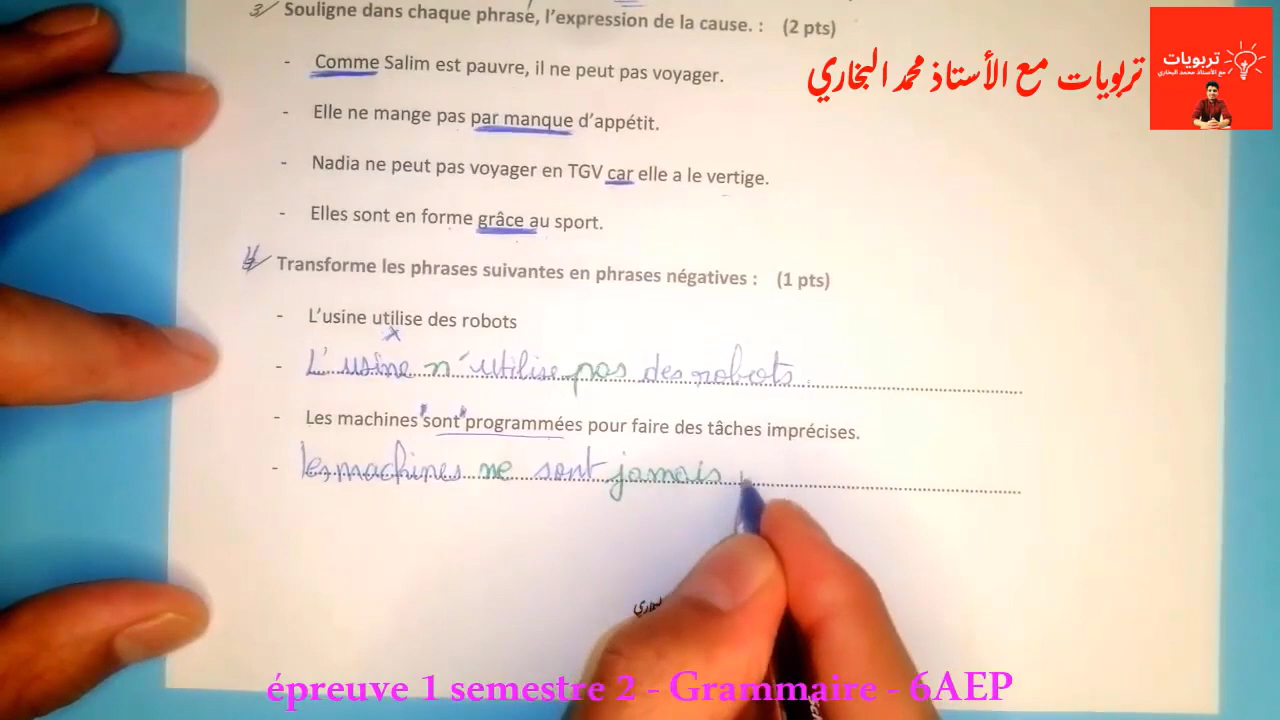 3/ Souligne dans chaque phrase, l'expression de la cause. : (2 pts)
- Comme Salim est pauvre, il ne peut pas voyager.
- Elle ne mange pas par manque d'appétit.
- Nadia ne peut pas voyager en TGV car elle a le vertige.
- Elles sont en forme grâce au sport.
4/ Transforme les phrases suivantes en phrases négatives : (1 pts)
- L'usine utilise des robots
- L'usine n'utilise pas des robots.
- Les machines sont programmées pour faire des tâches imprécises.
- les machines ne sont jamais
تربويات مع الأستاذ محمد البخاري
تربويات
مع الأستاذ محمد البخاري
épreuve 1 semestre 2 - Grammaire - 6AEP